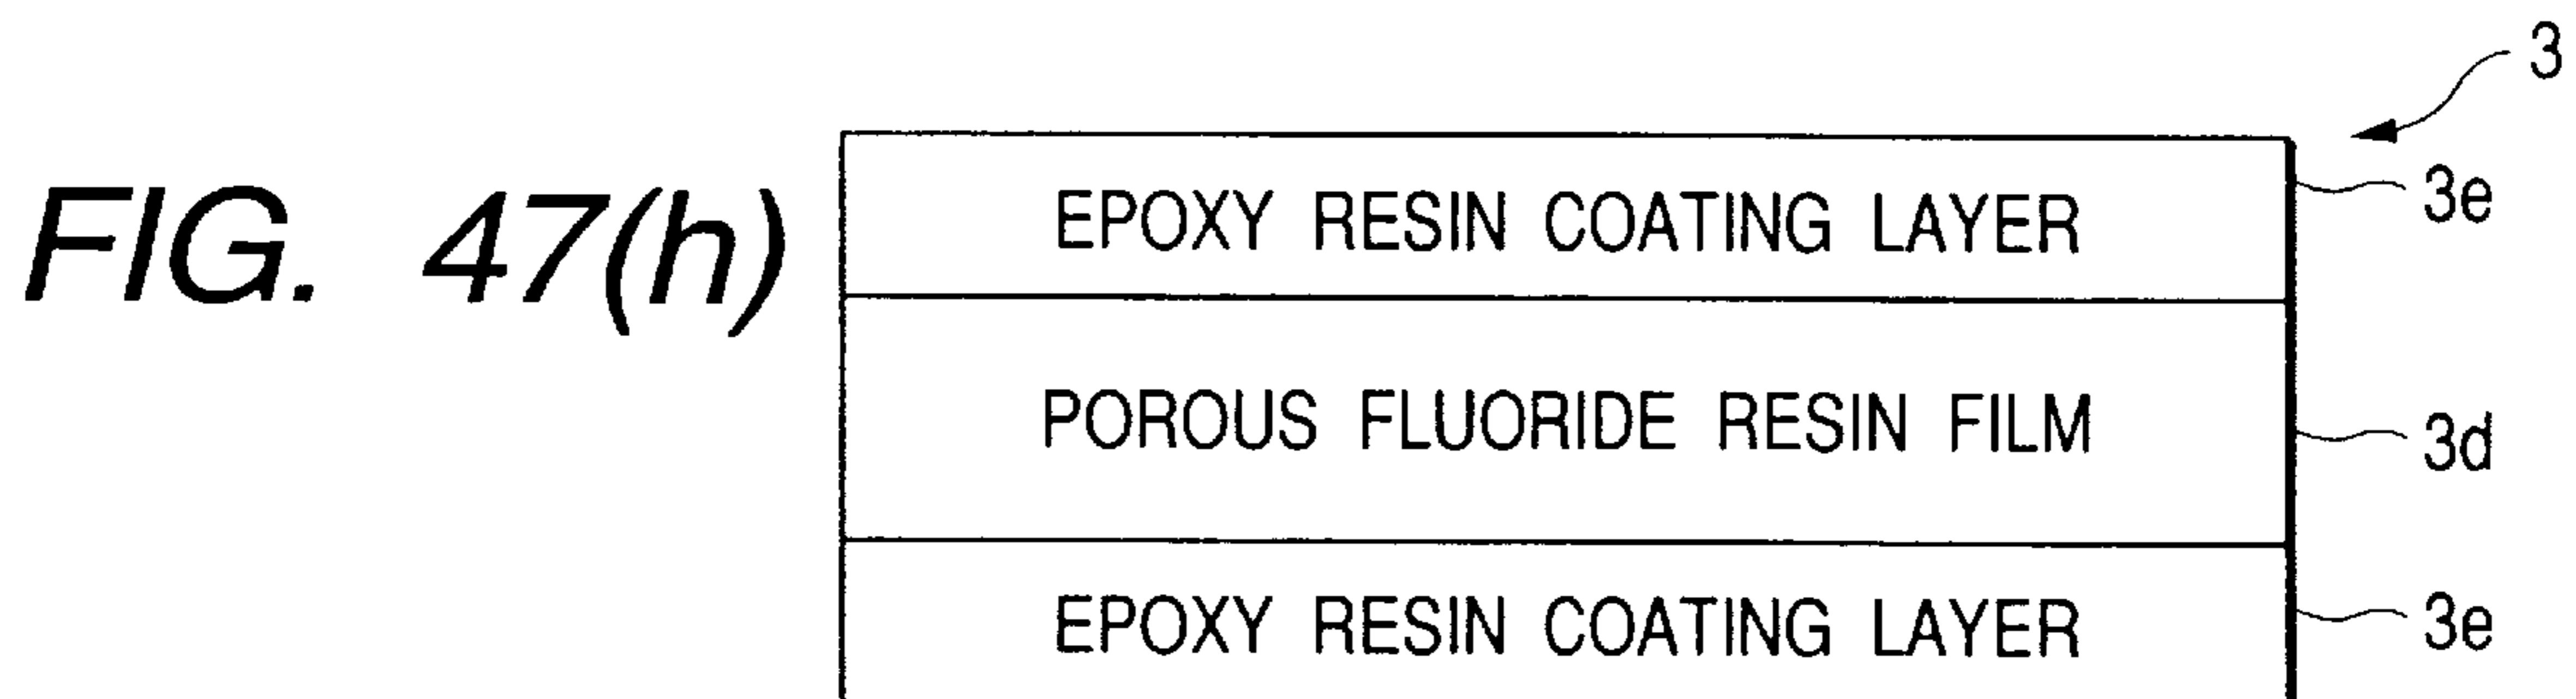 3
FIG. 47(h)
EPOXY RESIN COATING LAYER
3e
POROUS FLUORIDE RESIN FILM
3d
EPOXY RESIN COATING LAYER
3e